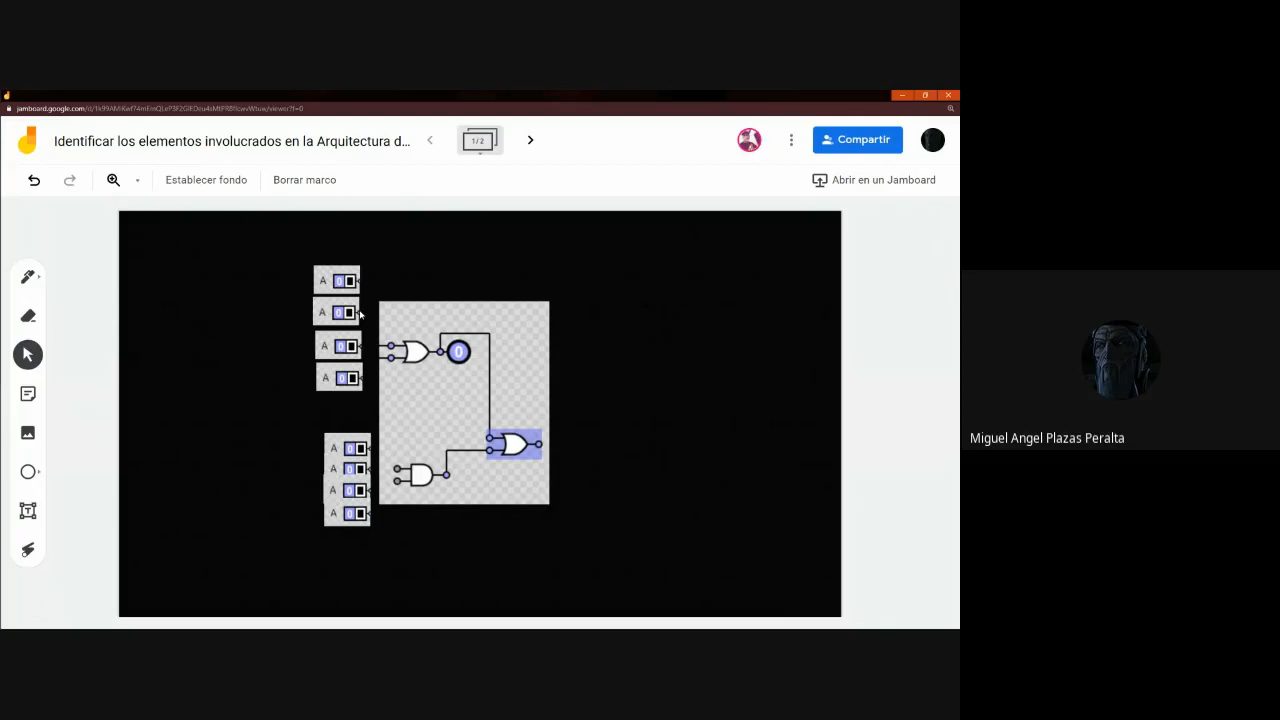 Identificar los elementos involucrados en la Arquitectura d...
1/2
Compartir
Establecer fondo
Borrar marco
Abrir en un Jamboard
A 0
A 0
A 0
A 0
0
A 0
A 0
A 0
A 0
Miguel Angel Plazas Peralta